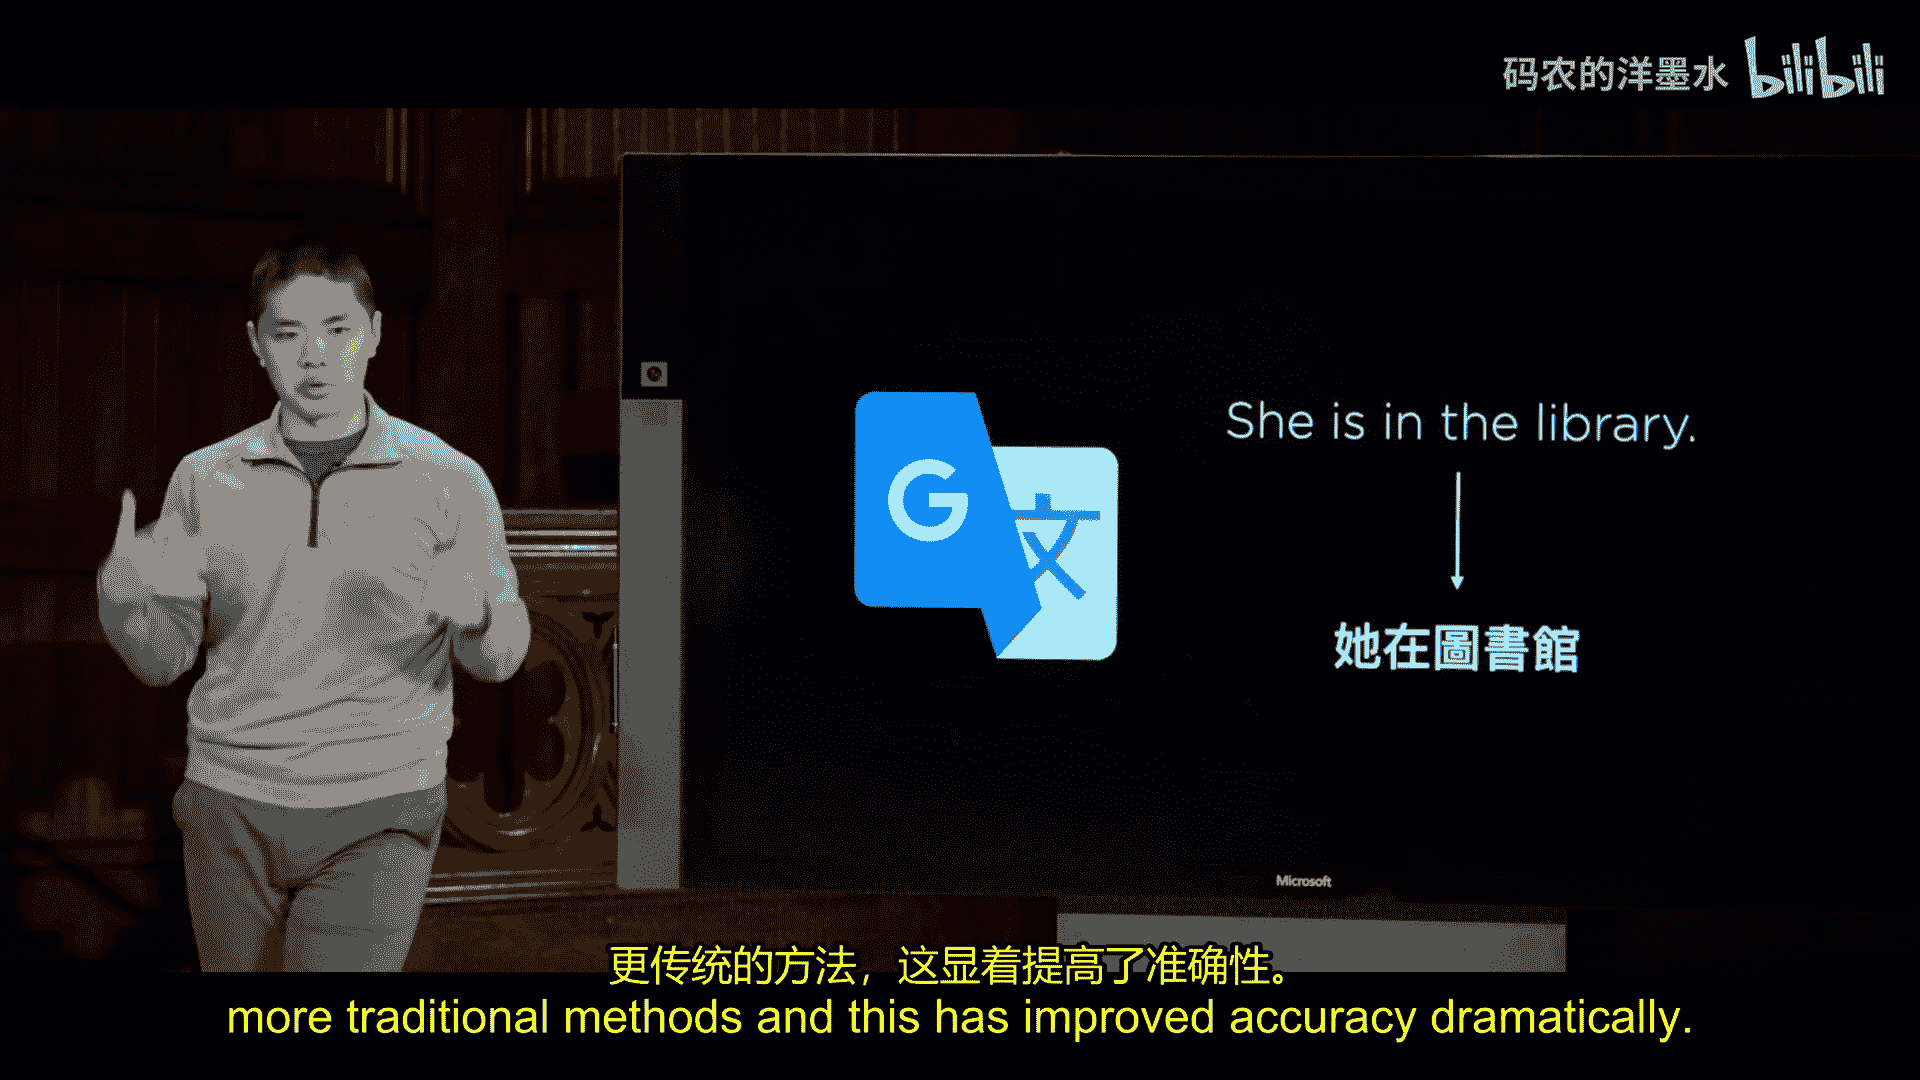 码农的洋墨水 bilibili
G 文
She is in the library.
她在圖書館
Microsoft
更传统的方法，这显着提高了准确性。
more traditional methods and this has improved accuracy dramatically.